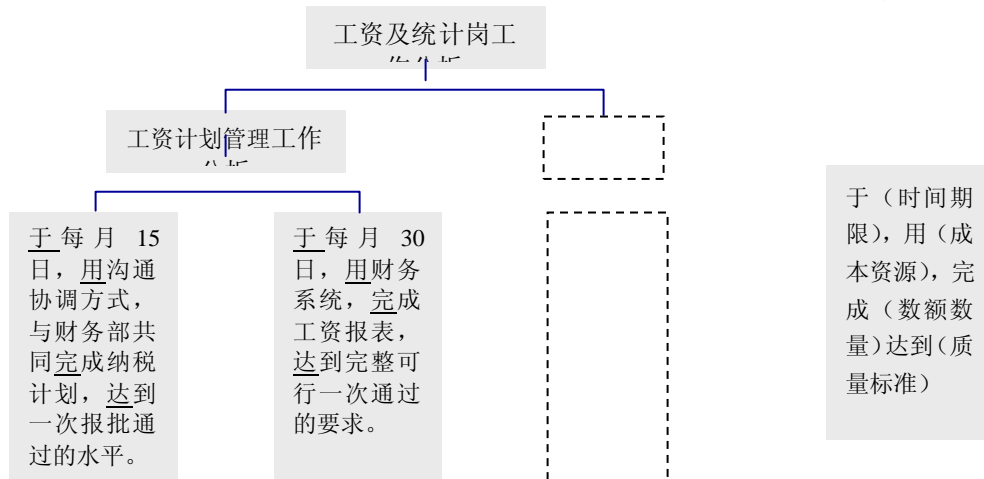 工资及统计岗工
作分析
工资计划管理工作
分析
于每月 15
日，用沟通
协调方式，
与财务部共
同完成纳税
计划，达到
一次报批通
过的水平。
于每月 30
日，用财务
系统，完成
工资报表，
达到完整可
行一次通过
的要求。
于（时间期
限），用（成
本资源），完
成（数额数
量）达到（质
量标准）